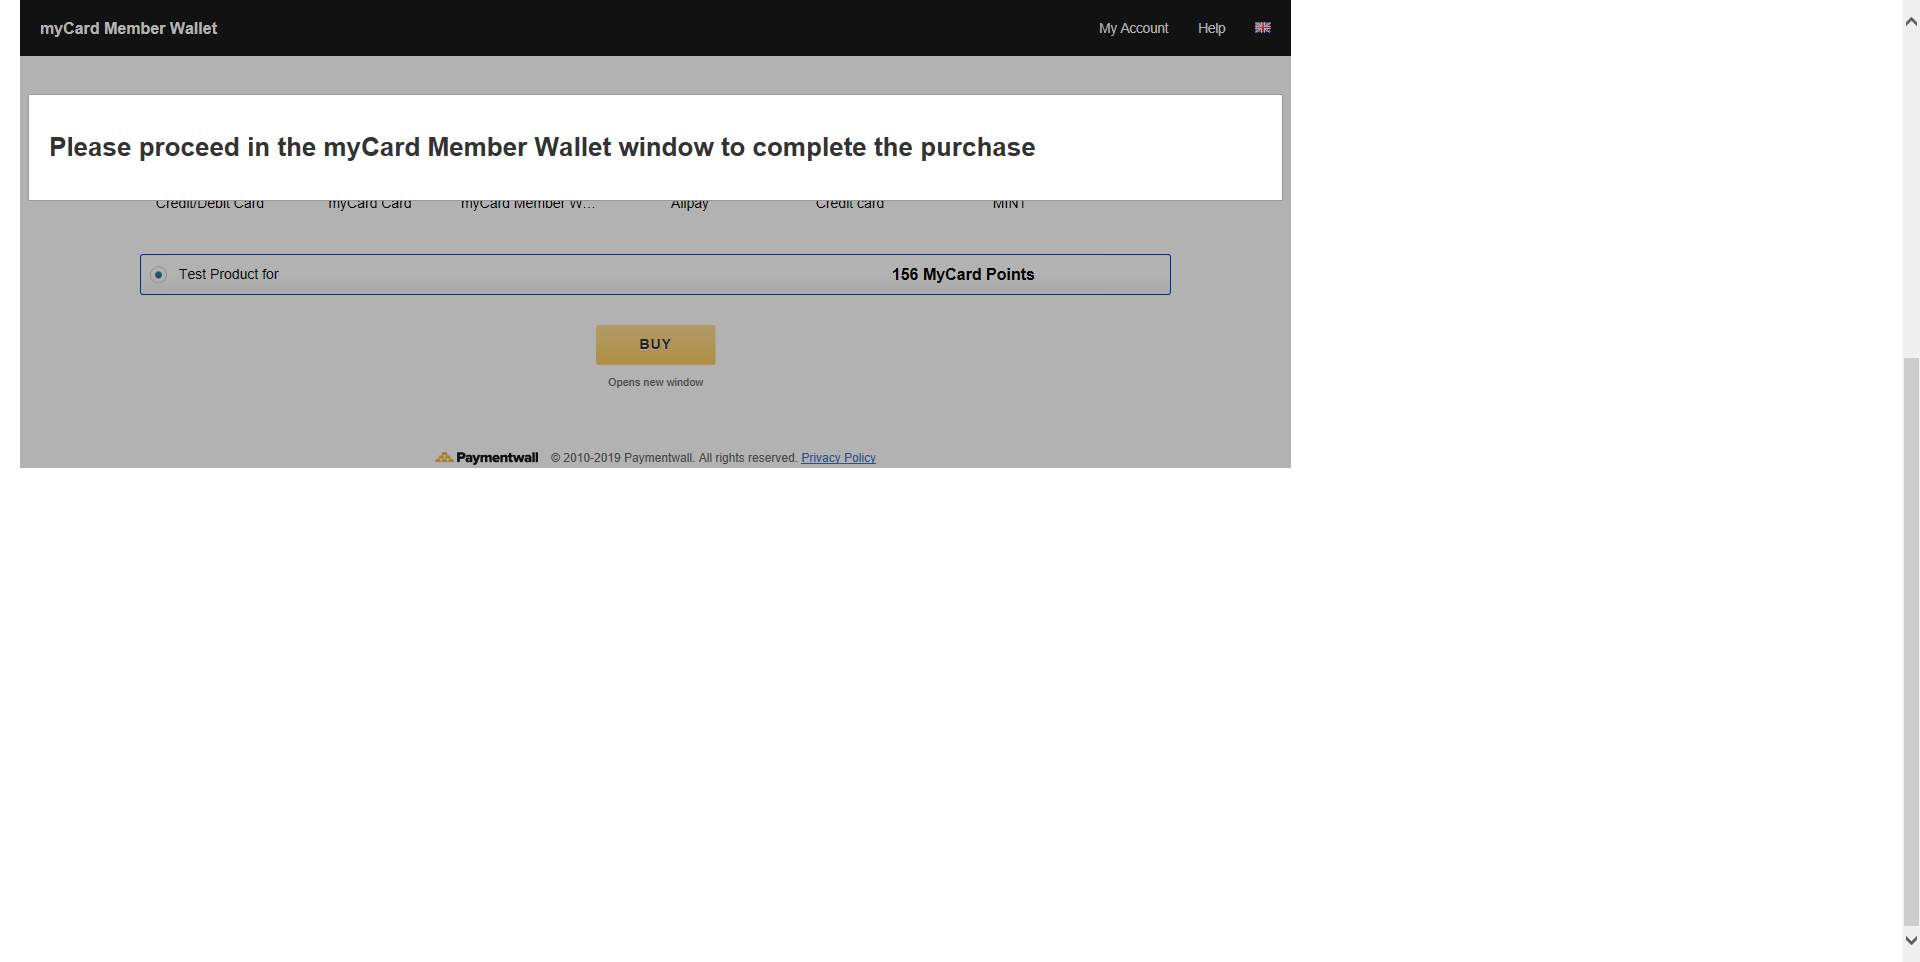 myCard Member Wallet
My Account
Help
Please proceed in the myCard Member Wallet window to complete the purchase
Credit/Debit Card
myCard Card
myCard Member W...
Alipay
Credit card
MINT
Test Product for
156 MyCard Points
BUY
Opens new window
Paymentwall
© 2010-2019 Paymentwall. All rights reserved. Privacy Policy